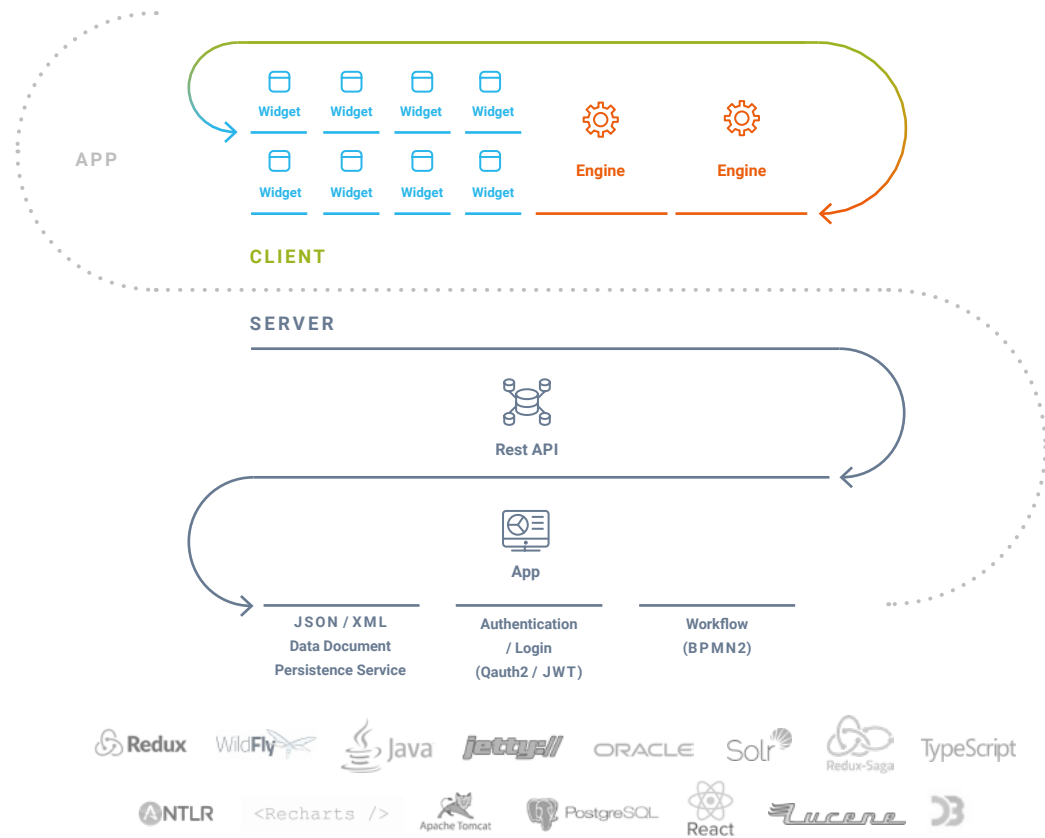 Widget Widget Widget Widget
APP
Widget Widget Widget Widget
Engine Engine
CLIENT
SERVER
Rest API
App
JSON / XML
Data Document
Persistence Service
Authentication
/ Login
(Qauth2 / JWT)
Workflow
(BPMN2)
Redux WildFly Java jetty:// ORACLE Solr Redux-Saga TypeScript
ANTLR <Recharts /> Apache Tomcat PostgreSQL React Lucene D3